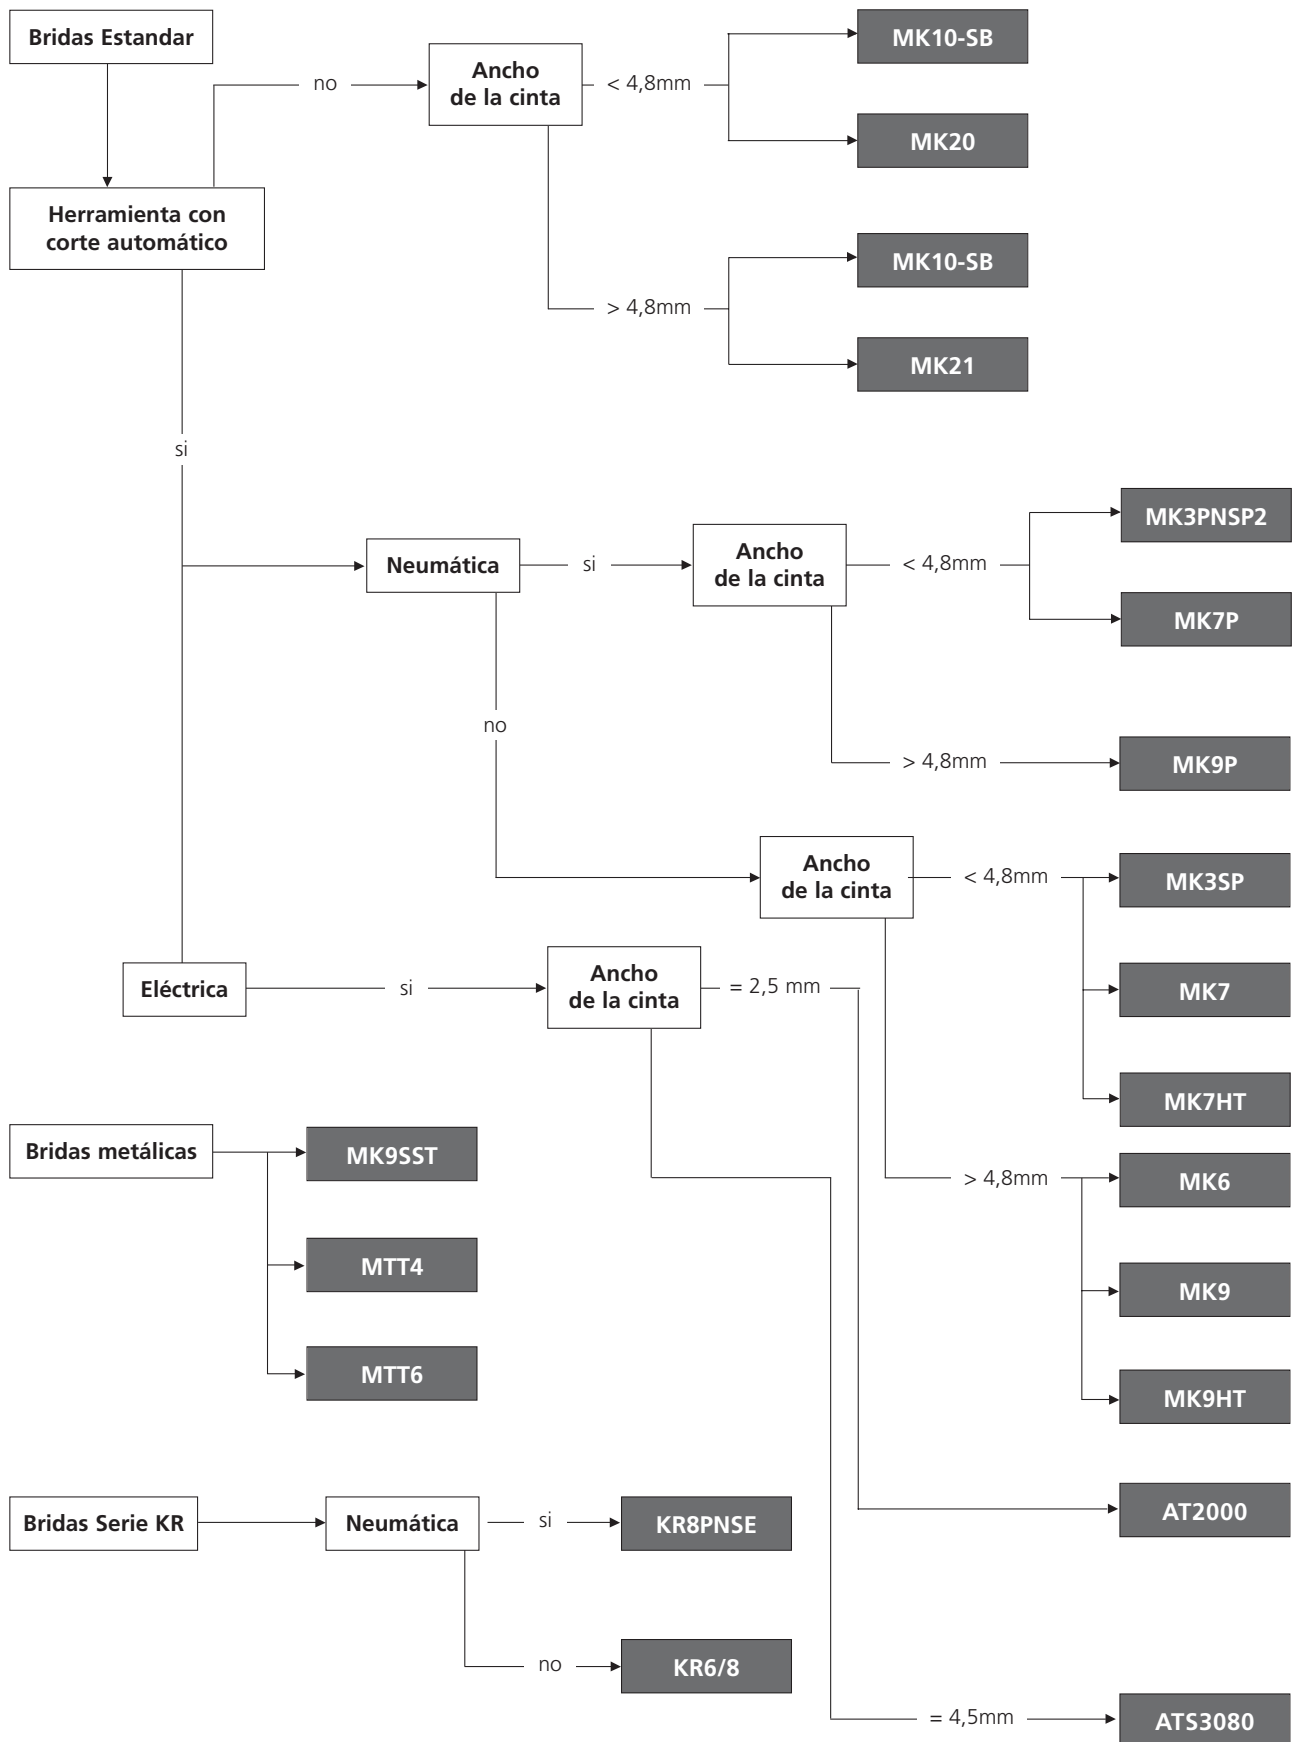 Bridas Estandar
no
Ancho
de la cinta
< 4,8mm
MK10-SB
MK20
Herramienta con
corte automático
> 4,8mm
MK10-SB
MK21
si
Neumática
si
Ancho
de la cinta
< 4,8mm
MK3PNSP2
MK7P
no
> 4,8mm
MK9P
Ancho
de la cinta
< 4,8mm
MK3SP
MK7
MK7HT
Eléctrica
si
Ancho
de la cinta
= 2,5 mm
> 4,8mm
MK6
MK9
MK9HT
Bridas metálicas
MK9SST
MTT4
MTT6
AT2000
Bridas Serie KR
Neumática
si
KR8PNSE
no
KR6/8
= 4,5mm
ATS3080